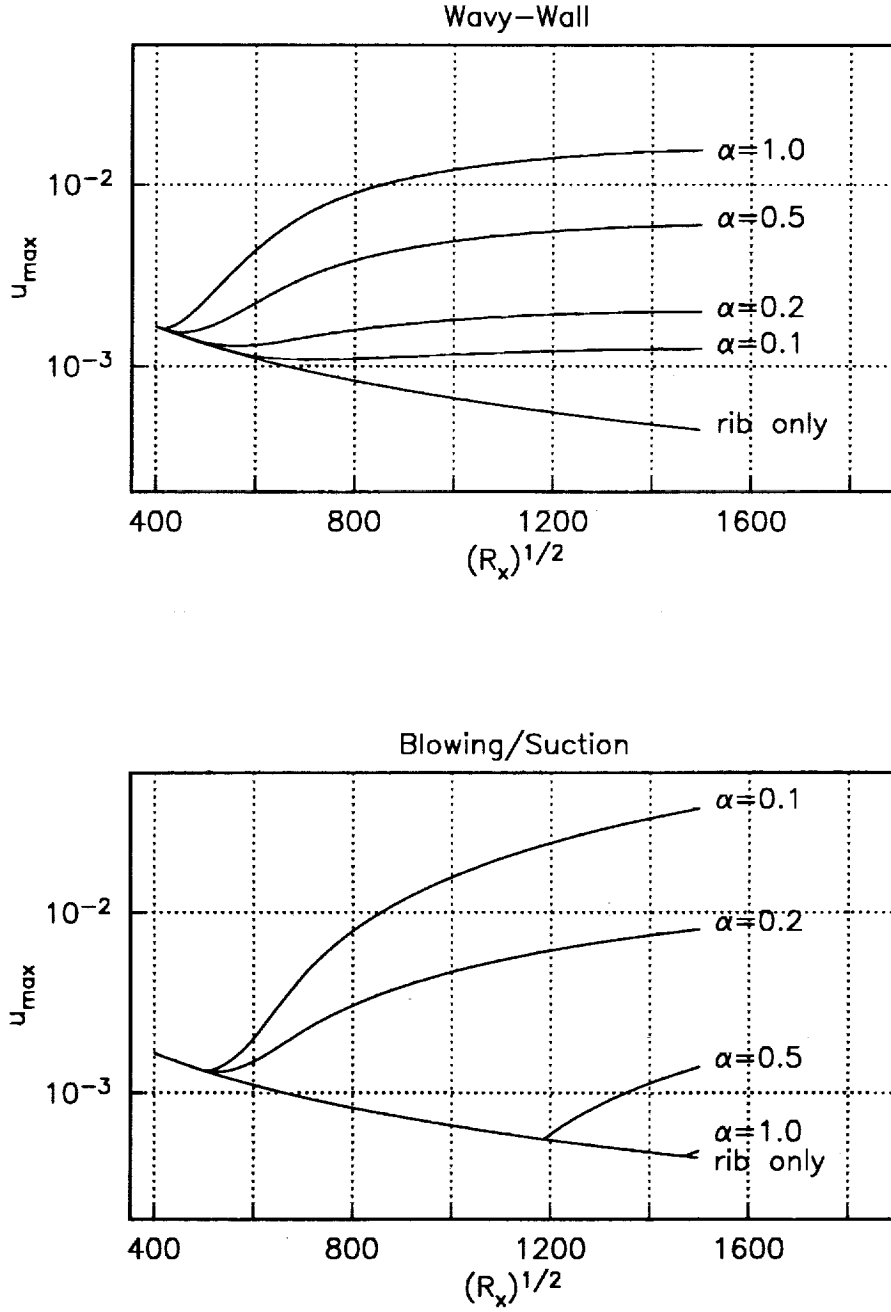 Wavy-Wall
α=1.0
10⁻²
α=0.5
u_max
α=0.2
α=0.1
10⁻³
rib only
400 800 1200 1600
(R_x)^1/2
Blowing/Suction
α=0.1
10⁻²
α=0.2
u_max
α=0.5
10⁻³
α=1.0
rib only
400 800 1200 1600
(R_x)^1/2